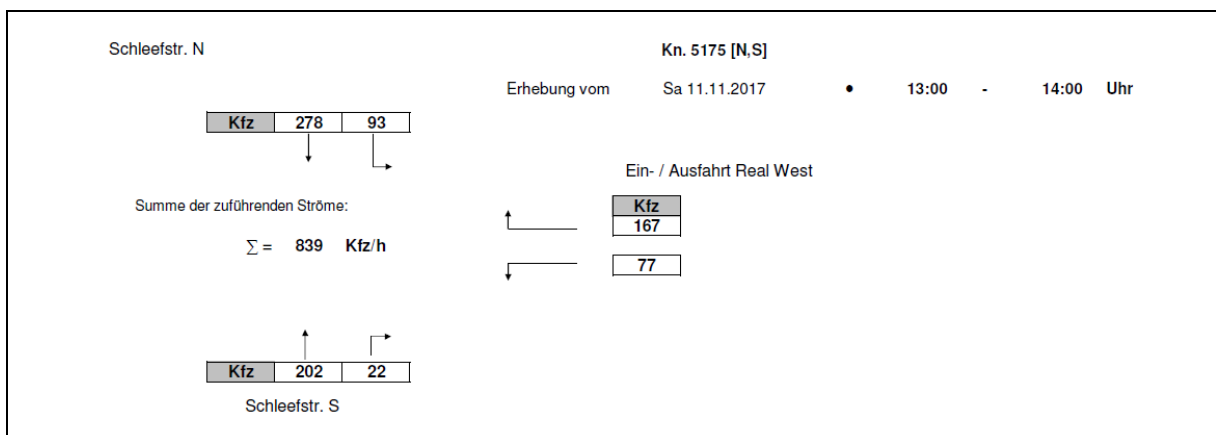 Schleefstr. N
Kn. 5175 [N,S]
Erhebung vom Sa 11.11.2017 • 13:00 - 14:00 Uhr
Kfz 278 93
Ein- / Ausfahrt Real West
Kfz
167
Summe der zuführenden Ströme:
∑ = 839 Kfz/h
77
Kfz 202 22
Schleefstr. S